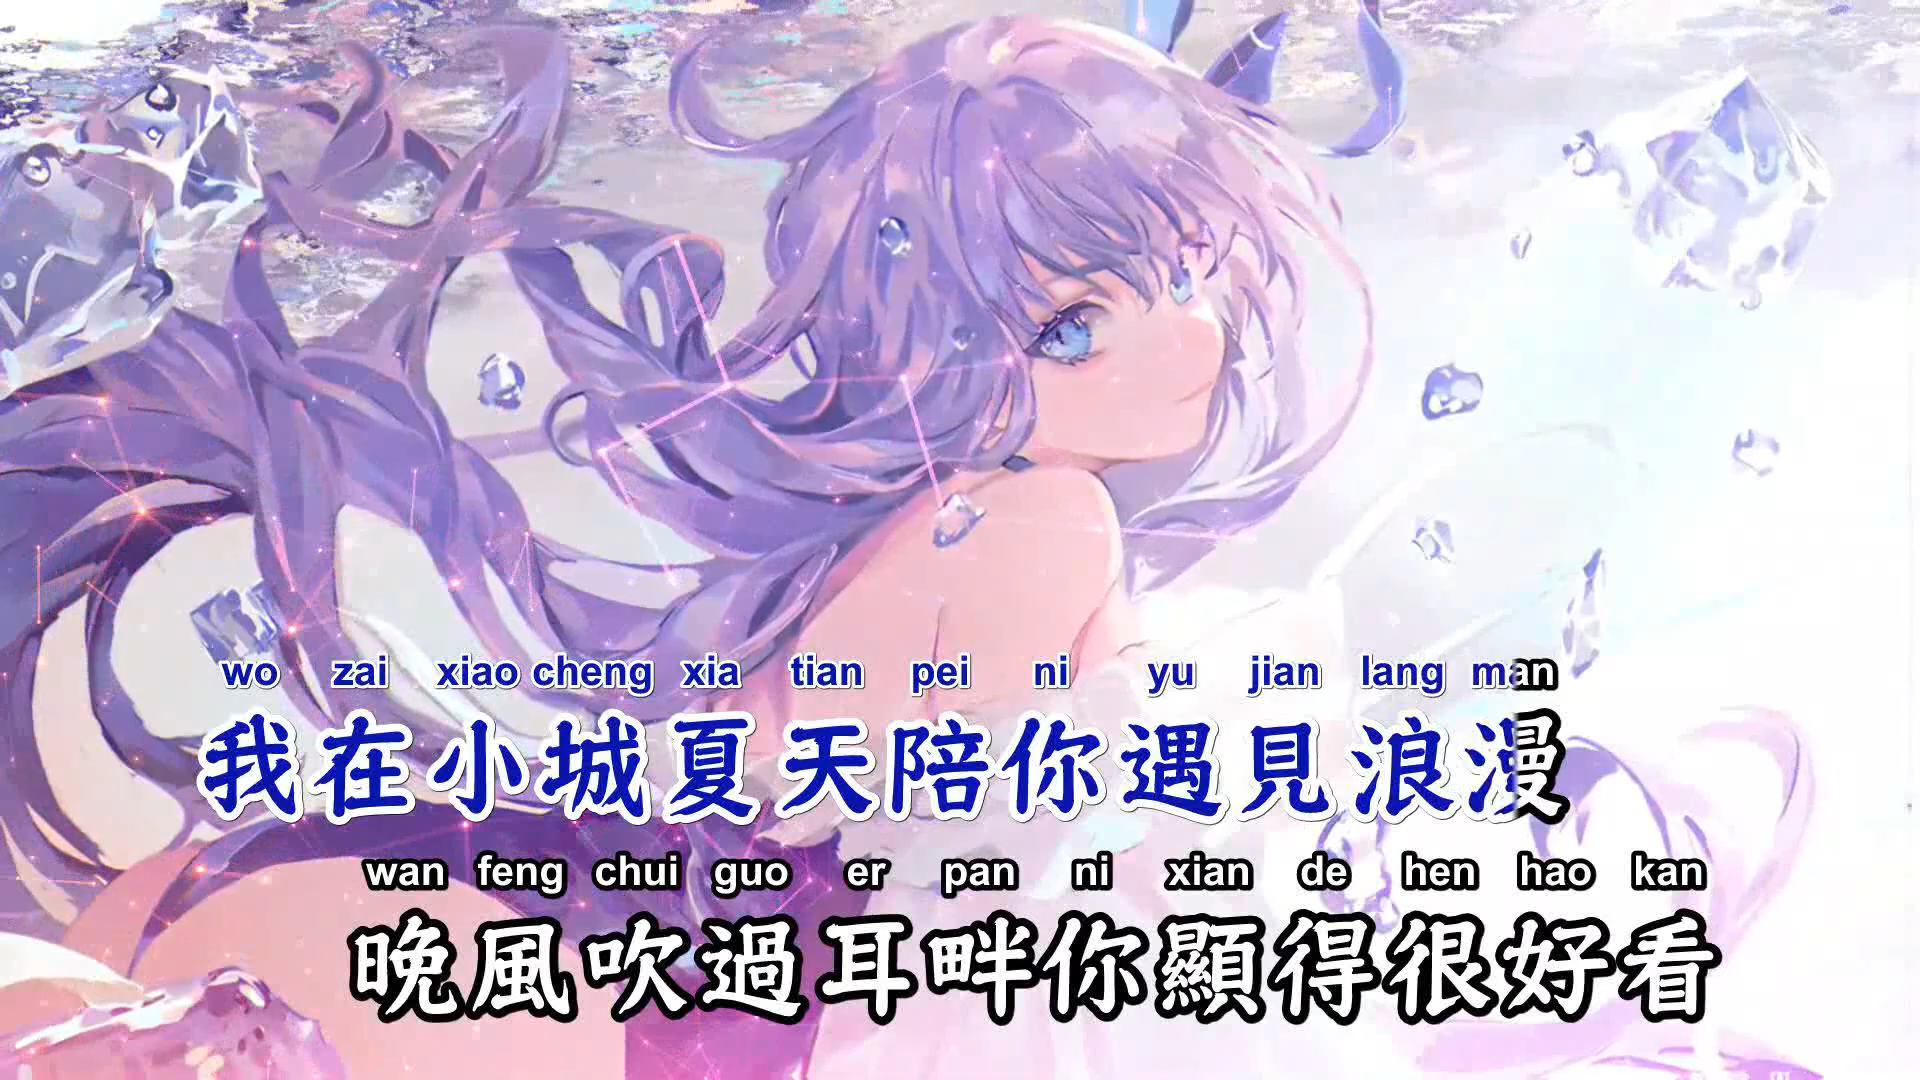 wo zai xiao cheng xia tian pei ni yu jian lang man
我在小城夏天陪你遇見浪漫
wan feng chui guo er pan ni xian de hen hao kan
晚風吹過耳畔你顯得很好看